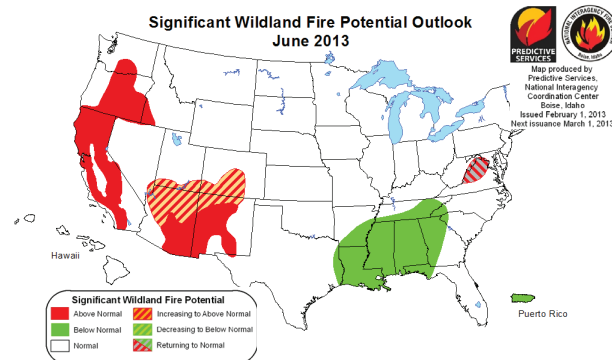 Significant Wildland Fire Potential Outlook
June 2013
PREDICTIVE
SERVICES
NATIONAL INTERAGENCY
Boise, Idaho
Map produced by
Predictive Services,
National Interagency
Coordination Center
Boise, Idaho
Issued February 1, 2013
Next issuance March 1, 2013
Hawaii
Puerto Rico
Significant Wildland Fire Potential
Above Normal
Increasing to Above Normal
Below Normal
Decreasing to Below Normal
Normal
Returning to Normal